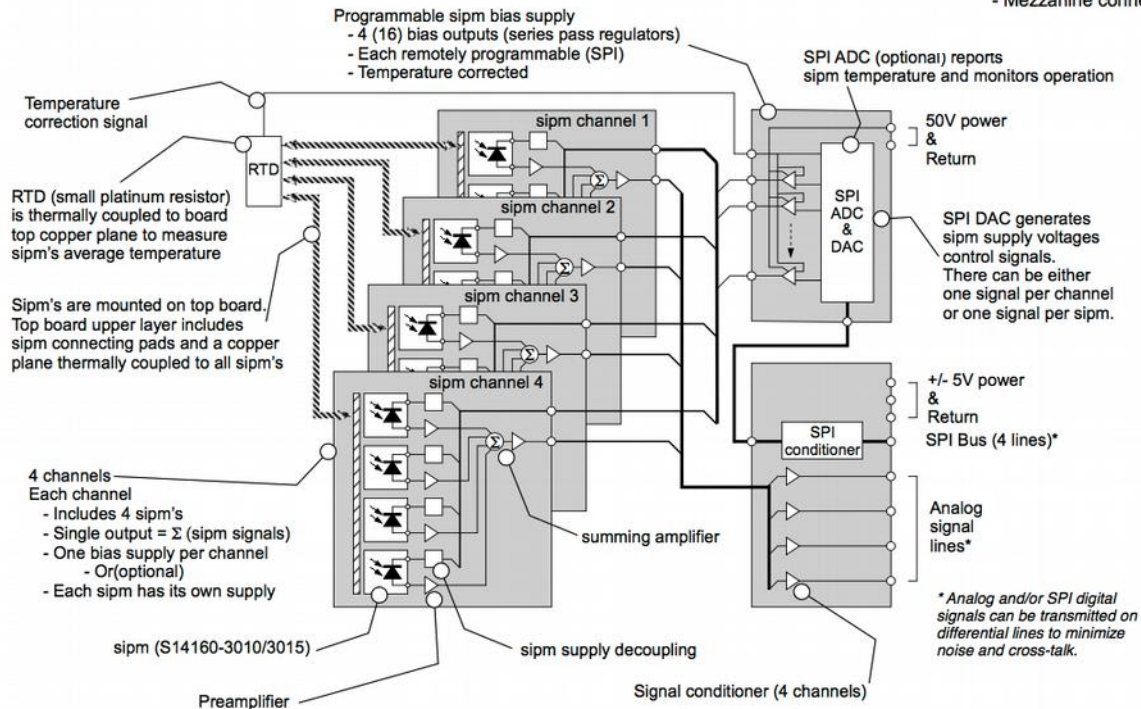 - Mezzanine conne
Programmable sipm bias supply
- 4 (16) bias outputs (series pass regulators)
- Each remotely programmable (SPI)
- Temperature corrected
SPI ADC (optional) reports
sipm temperature and monitors operation
Temperature
correction signal
RTD
RTD (small platinum resistor)
is thermally coupled to board
top copper plane to measure
sipm's average temperature
Sipm's are mounted on top board.
Top board upper layer includes
sipm connecting pads and a copper
plane thermally coupled to all sipm's
sipm channel 1
Σ
sipm channel 2
Σ
sipm channel 3
Σ
sipm channel 4
Σ
50V power
&
Return
SPI
ADC
&
DAC
SPI DAC generates
sipm supply voltages
control signals.
There can be either
one signal per channel
or one signal per sipm.
+/- 5V power
&
Return
SPI
conditioner
SPI Bus (4 lines)*
Analog
signal
lines*
4 channels
Each channel
- Includes 4 sipm's
- Single output = Σ (sipm signals)
- One bias supply per channel
- Or(optional)
- Each sipm has its own supply
summing amplifier
sipm (S14160-3010/3015)
sipm supply decoupling
Preamplifier
Signal conditioner (4 channels)
* Analog and/or SPI digital
signals can be transmitted on
differential lines to minimize
noise and cross-talk.